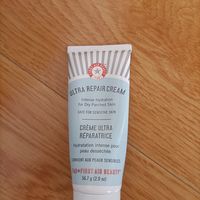 ULTRA REPAIR CREAM
Intense Hydration
For Dry Parched Skin
SAFE FOR SENSITIVE SKIN
CRÈME ULTRA
RÉPARATRICE
Hydratation intense pour
peau desséchée
CONVIENT AUX PEAUX SENSIBLES
FIRST AID BEAUTY
56.7 g (2.0 oz)